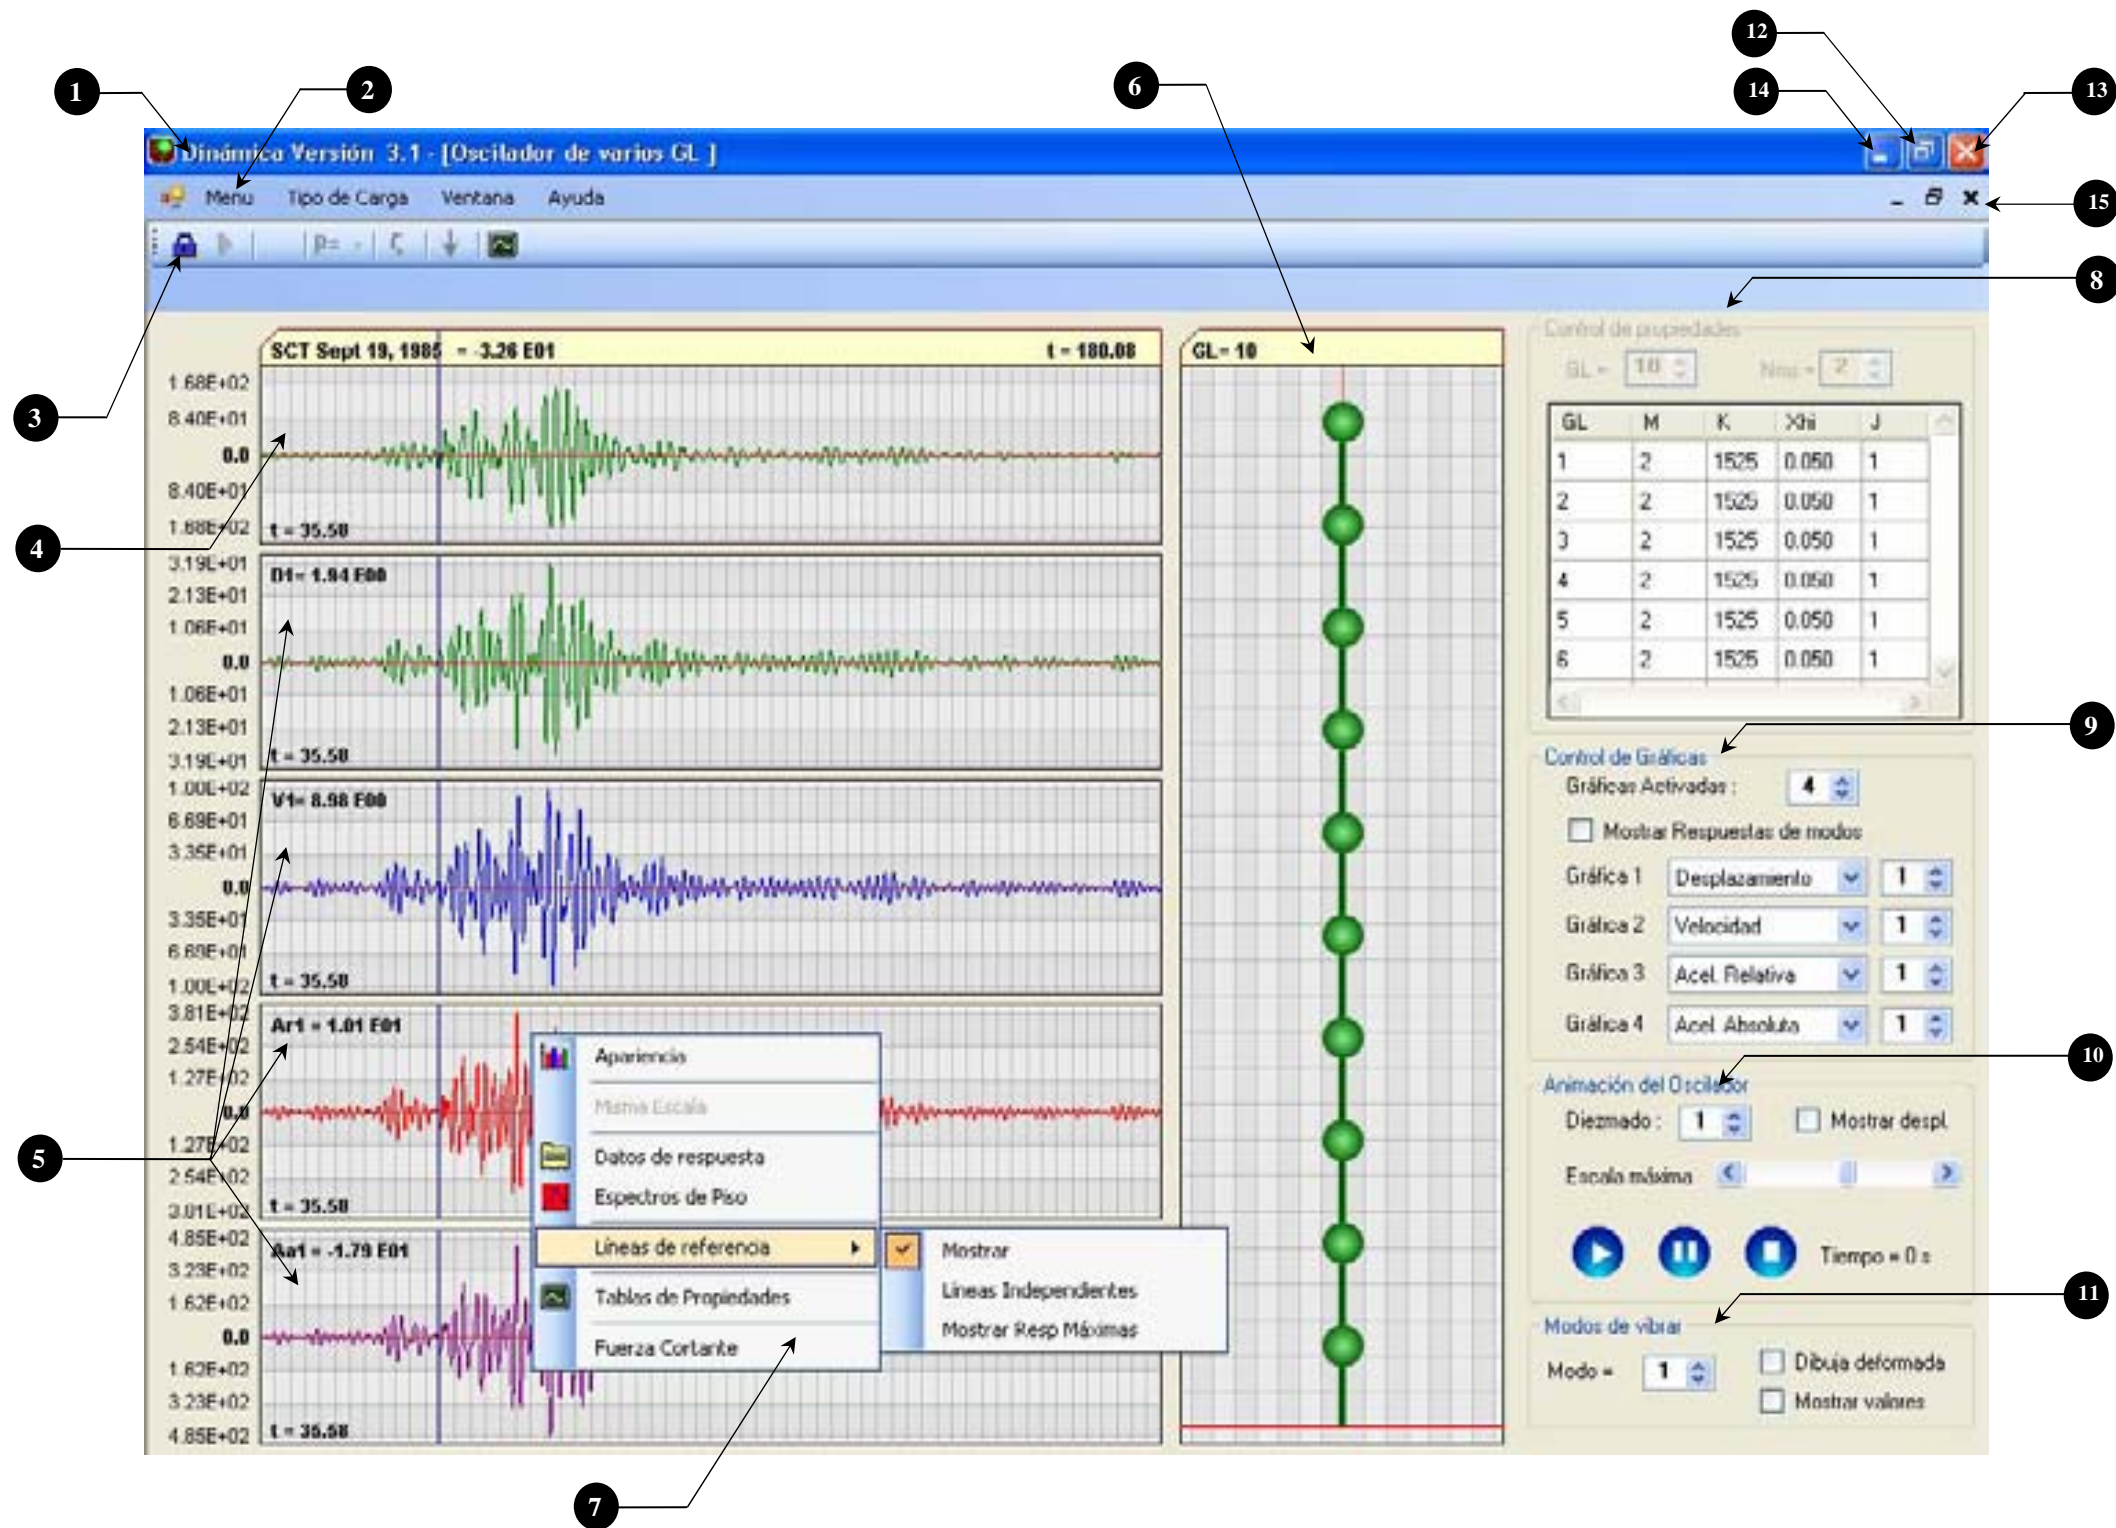 12
1
2
6
14
13
Dinámica Versión 3.1 - [Oscilador de varios GL ]
Menu Tipo de Carga Ventana Ayuda
15
p=
8
SCT Sept 19, 1985 = -3.26 E01 t = 180.08
GL= 10
Control de propiedades
GL = 10
2
3
4
1.68E+02
8.40E+01
0.0
8.40E+01
1.68E+02
t = 35.58
GL M K Xhi J
1 2 1525 0.050 1
2 2 1525 0.050 1
3 2 1525 0.050 1
4 2 1525 0.050 1
5 2 1525 0.050 1
6 2 1525 0.050 1
3.19E+01
2.13E+01
1.06E+01
0.0
1.06E+01
2.13E+01
3.19E+01
D1= 1.94 E00
t = 35.58
9
Control de Gráficas
Gráficas Activadas : 4
Mostrar Respuestas de modos
Gráfica 1 Desplazamiento 1
Gráfica 2 Velocidad 1
Gráfica 3 Acel. Relativa 1
Gráfica 4 Acel. Absoluta 1
1.00E+02
6.69E+01
3.35E+01
0.0
3.35E+01
6.69E+01
1.00E+02
V1= 8.98 E00
t = 35.58
5
3.81E+02
2.54E+02
1.27E+02
0.0
1.27E+02
2.54E+02
3.81E+02
Ar1 = 1.01 E01
t = 35.58
Apariencia
Misma Escala
Datos de respuesta
Espectros de Piso
Líneas de referencia
Tablas de Propiedades
Fuerza Cortante
Mostrar
Líneas Independientes
Mostrar Resp Máximas
10
Animación del Oscilador
Diezmado : 1 Mostrar despl.
Escala máxima
Tiempo = 0 s
11
4.85E+02
3.23E+02
1.62E+02
0.0
1.62E+02
3.23E+02
4.85E+02
Aa1 = -1.79 E01
t = 35.58
Modos de vibrar
Modo = 1
Dibuja deformada
Mostrar valores
7